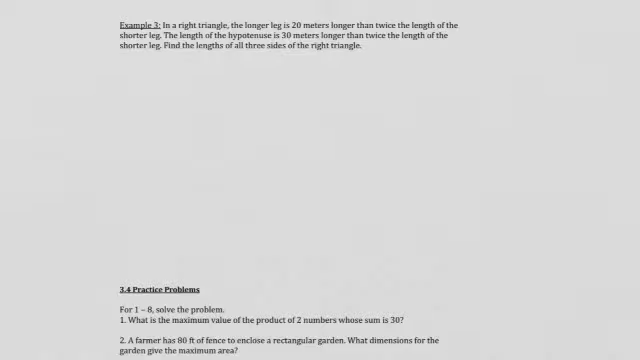 Example 3: In a right triangle, the longer leg is 20 meters longer than twice the length of the
shorter leg. The length of the hypotenuse is 30 meters longer than twice the length of the
shorter leg. Find the lengths of all three sides of the right triangle.
3.4 Practice Problems
For 1 – 8, solve the problem.
1. What is the maximum value of the product of 2 numbers whose sum is 30?
2. A farmer has 80 ft of fence to enclose a rectangular garden. What dimensions for the
garden give the maximum area?